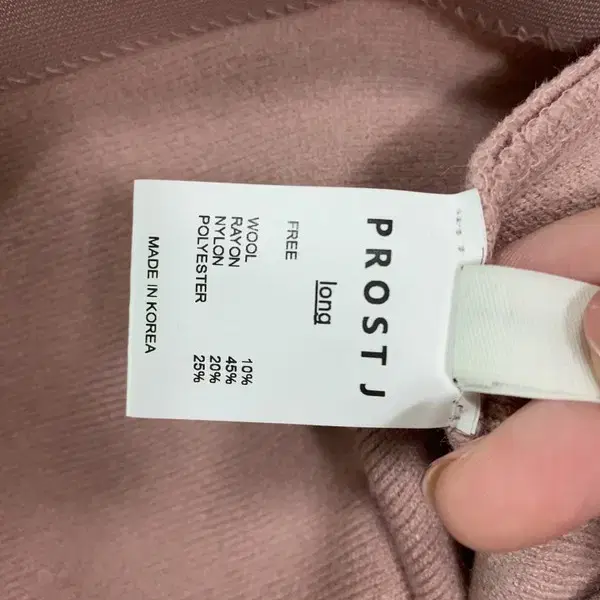 PROST J
long
FREE
WOOL 10%
RAYON 45%
NYLON 20%
POLYESTER 25%
MADE IN KOREA